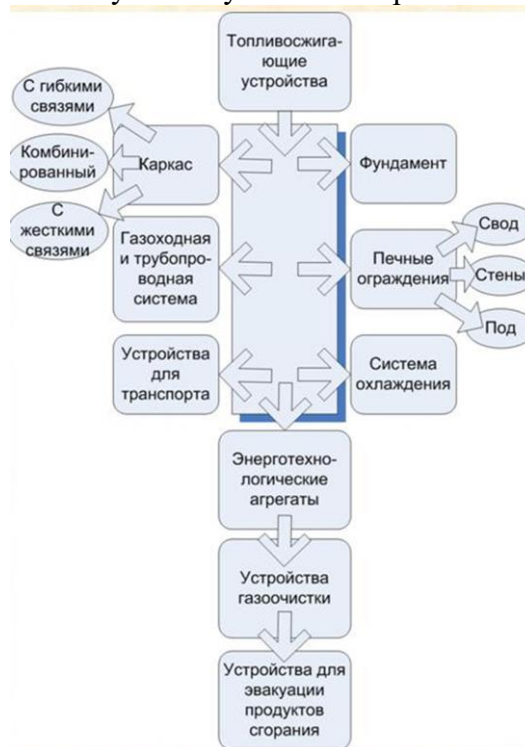 Топливосжига-
ющие
устройства
С гибкими
связями
Комбини-
рованный
С
жесткими
связями
Каркас
Фундамент
Газоходная
и трубопро-
водная
система
Печные
ограждения
Свод
Стены
Под
Устройства
для
транспорта
Система
охлаждения
Энерготехно-
логические
агрегаты
Устройства
газоочистки
Устройства для
эвакуации
продуктов
сгорания